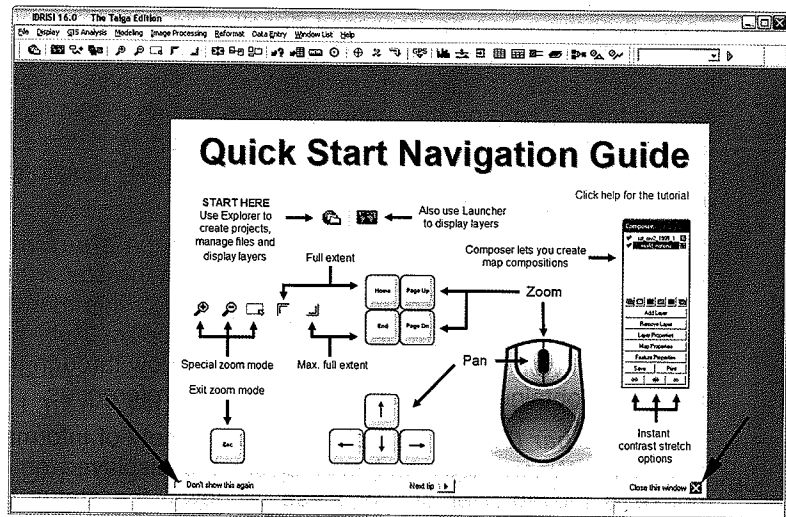 IDRISI 16.0 The Taiga Edition
File Display GIS Analysis Modeling Image Processing Reformat Data Entry Window List Help
Quick Start Navigation Guide
Click help for the tutorial
START HERE
Use Explorer to
create projects,
manage files and
display layers
Also use Launcher
to display layers
Composer lets you create
map compositions
Composer
Add Layer
Remove Layer
Layer Properties
Map Properties
Feature Properties
Save Print
Full extent
Home Page Up
End Page Dn
Zoom
Special zoom mode
Max. full extent
Pan
Exit zoom mode
Esc
Instant
contrast stretch
options
Don't show this again
Next tip
Close this window